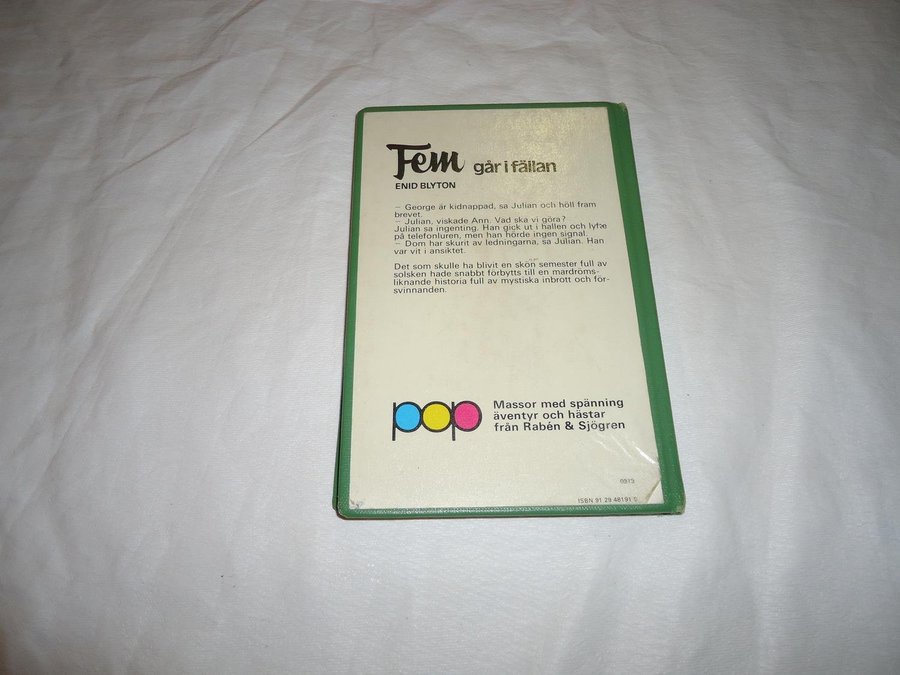 Fem går i fällan
ENID BLYTON
– George är kidnappad, sa Julian och höll fram
brevet.
– Julian, viskade Ann. Vad ska vi göra?
Julian sa ingenting. Han gick ut i hallen och lyfte
på telefonluren, men han hörde ingen signal.
– Dom har skurit av ledningarna, sa Julian. Han
var vit i ansiktet.
Det som skulle ha blivit en skön semester full av
solsken hade snabbt förbytts till en mardröms-
liknande historia full av mystiska inbrott och för-
svinnanden.
pop
Massor med spänning
äventyr och hästar
från Rabén & Sjögren
ISBN 91 29 48191